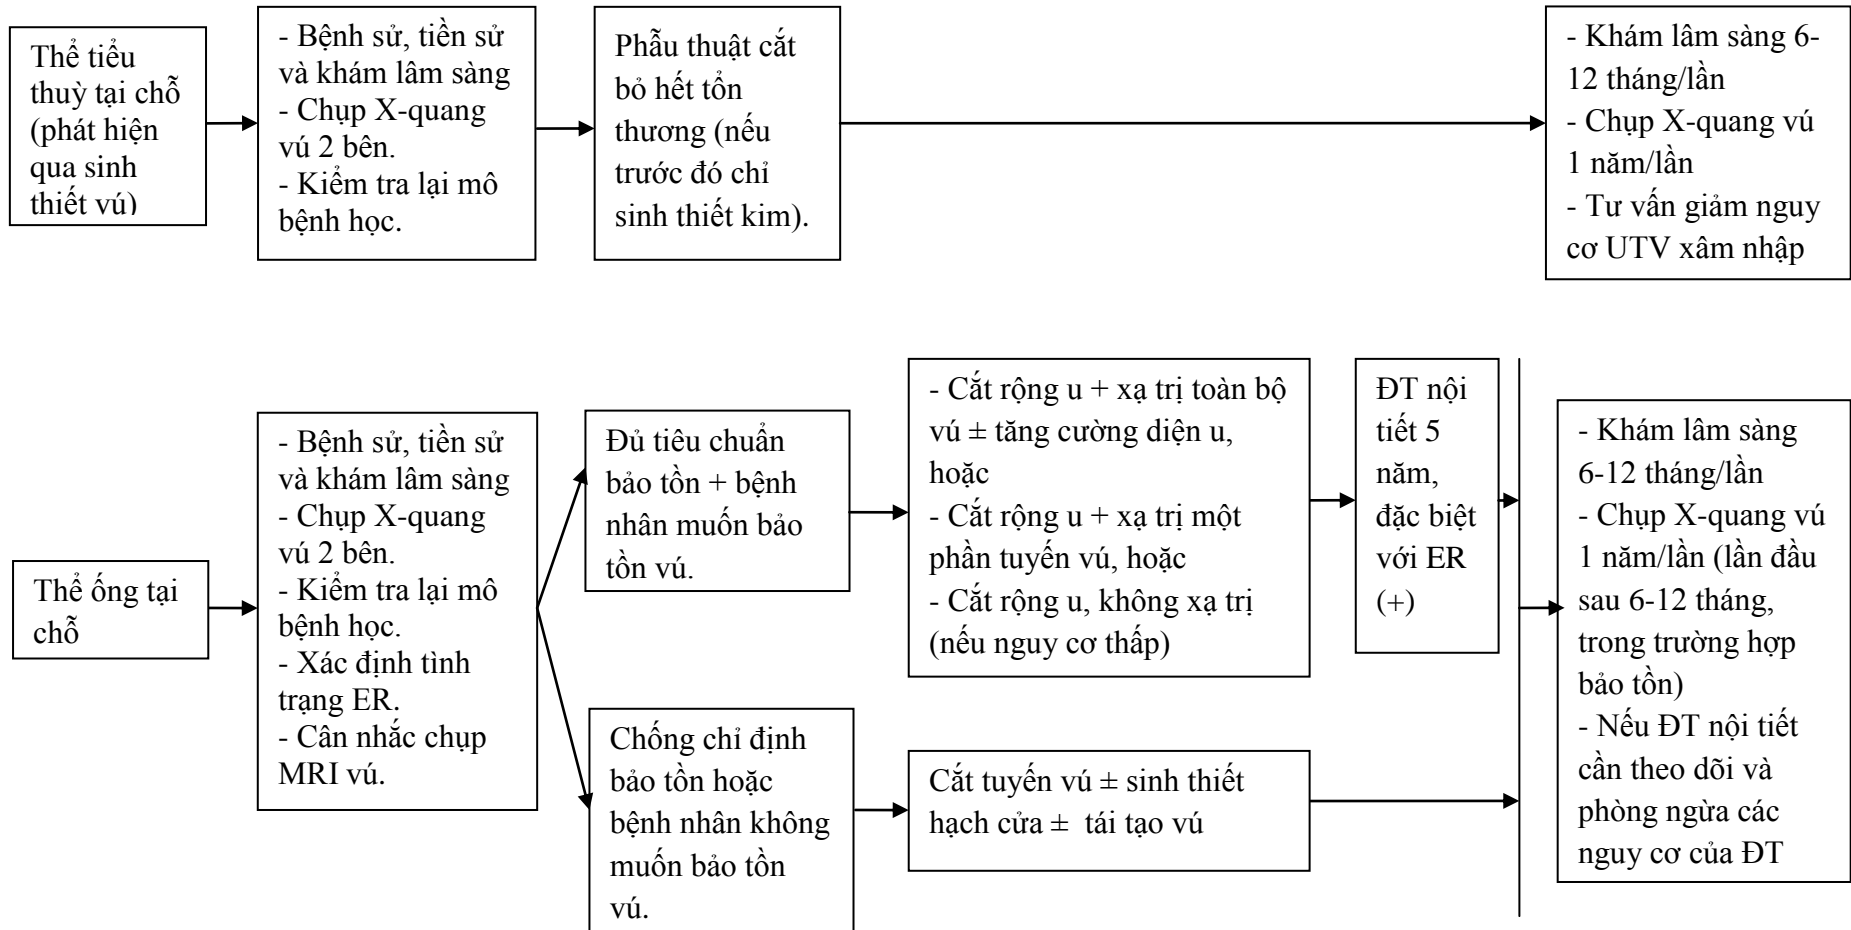 Thể tiểu
thuỳ tại chỗ
(phát hiện
qua sinh
thiết vú)
- Bệnh sử, tiền sử
và khám lâm sàng
- Chụp X-quang
vú 2 bên.
- Kiểm tra lại mô
bệnh học.
Phẫu thuật cắt
bỏ hết tổn
thương (nếu
trước đó chỉ
sinh thiết kim).
- Khám lâm sàng 6-
12 tháng/lần
- Chụp X-quang vú
1 năm/lần
- Tư vấn giảm nguy
cơ UTV xâm nhập
Thể ống tại
chỗ
- Bệnh sử, tiền sử
và khám lâm sàng
- Chụp X-quang
vú 2 bên.
- Kiểm tra lại mô
bệnh học.
- Xác định tình
trạng ER.
- Cân nhắc chụp
MRI vú.
Đủ tiêu chuẩn
bảo tồn + bệnh
nhân muốn bảo
tồn vú.
- Cắt rộng u + xạ trị toàn bộ
vú ± tăng cường diện u,
hoặc
- Cắt rộng u + xạ trị một
phần tuyến vú, hoặc
- Cắt rộng u, không xạ trị
(nếu nguy cơ thấp)
ĐT nội
tiết 5
năm,
đặc biệt
với ER
(+)
Chống chỉ định
bảo tồn hoặc
bệnh nhân không
muốn bảo tồn
vú.
Cắt tuyến vú ± sinh thiết
hạch cửa ± tái tạo vú
- Khám lâm sàng
6-12 tháng/lần
- Chụp X-quang vú
1 năm/lần (lần đầu
sau 6-12 tháng,
trong trường hợp
bảo tồn)
- Nếu ĐT nội tiết
cần theo dõi và
phòng ngừa các
nguy cơ của ĐT